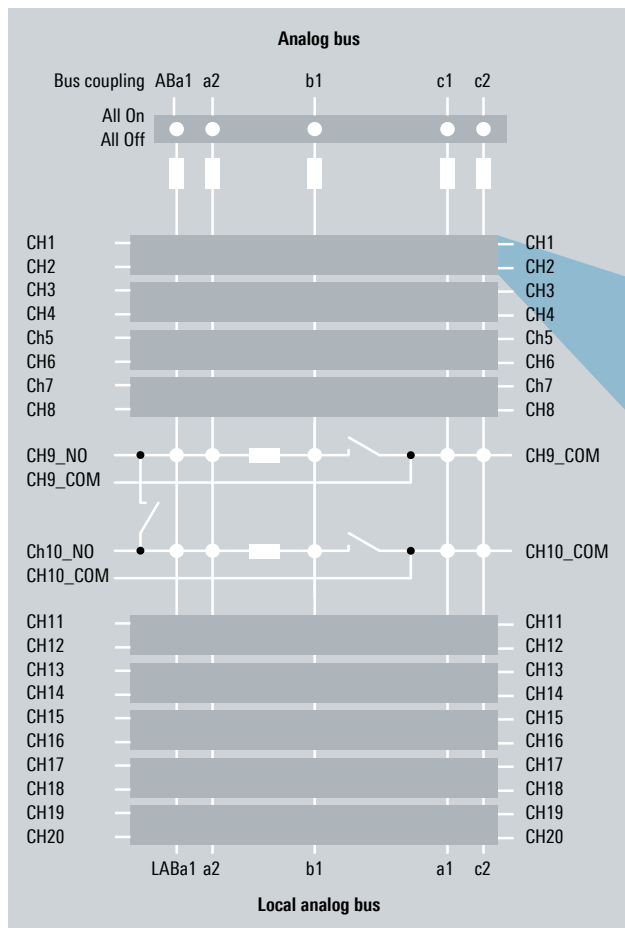 Analog bus
Bus coupling ABa1 a2 b1 c1 c2
All On
All Off
CH1 CH1
CH2 CH2
CH3 CH3
CH4 CH4
Ch5 Ch5
CH6 CH6
Ch7 Ch7
CH8 CH8
CH9_NO CH9_COM
CH9_COM
Ch10_NO CH10_COM
CH10_COM
CH11 CH11
CH12 CH12
CH13 CH13
CH14 CH14
CH15 CH15
CH16 CH16
CH17 CH17
CH18 CH18
CH19 CH19
CH20 CH20
LABa1 a2 b1 a1 c2
Local analog bus